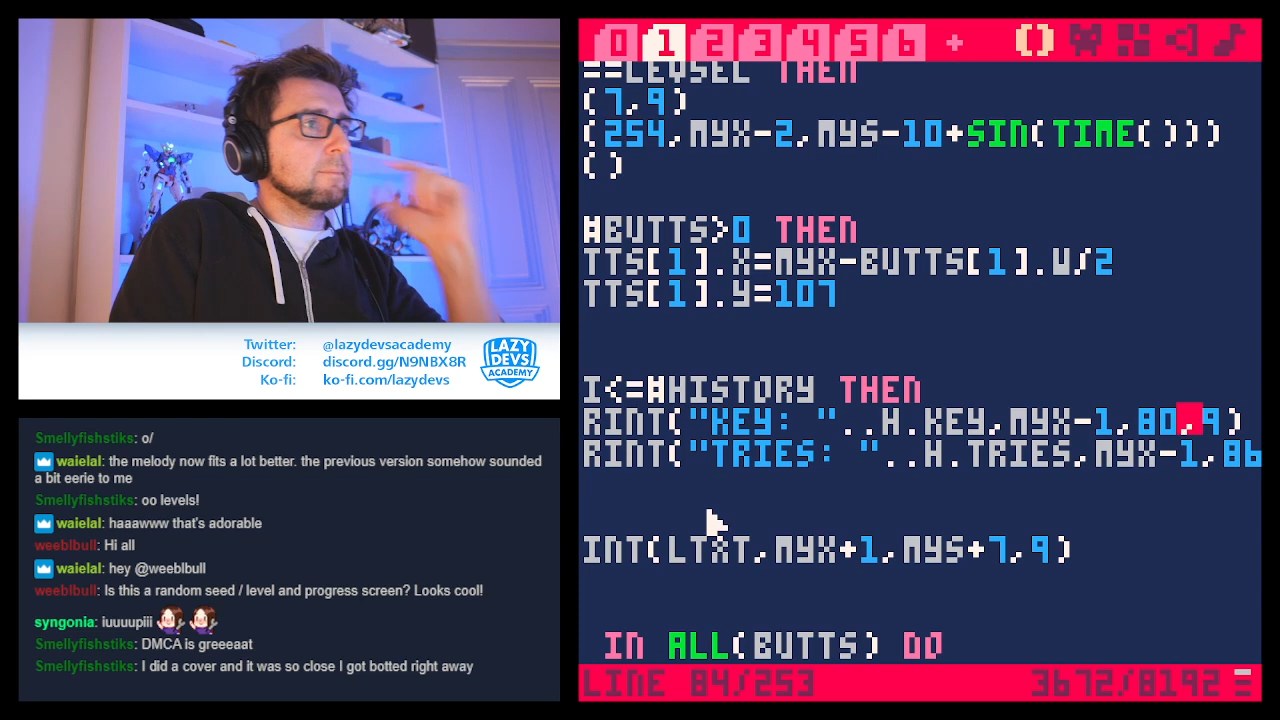 Twitter: @lazydevsacademy
Discord: discord.gg/N9NBX8R
Ko-fi: ko-fi.com/lazydevs
LAZY
DEVS
ACADEMY
Smellyfishstiks: o/
waielal: the melody now fits a lot better. the previous version somehow sounded
a bit eerie to me
Smellyfishstiks: oo levels!
waielal: haaawww that's adorable
weeblbull: Hi all
waielal: hey @weeblbull
weeblbull: Is this a random seed / level and progress screen? Looks cool!
syngonia: iuuuupiii
Smellyfishstiks: DMCA is greeeaat
Smellyfishstiks: I did a cover and it was so close I got botted right away
0 1 2 3 4 5 6 + ()
==LEVSEL THEN
(7,9)
(254,MYX-2,MYS-10+SIN(TIME()))
()
#BUTTS>0 THEN
TTS[1].X=MYX-BUTTS[1].W/2
TTS[1].Y=107
I<=#HISTORY THEN
RINT("KEY: "..H.KEY,MYX-1,80,9)
RINT("TRIES: "..H.TRIES,MYX-1,86
INT(LTXT,MYX+1,MYS+7,9)
IN ALL(BUTTS) DO
LINE 84/253 3672/8192